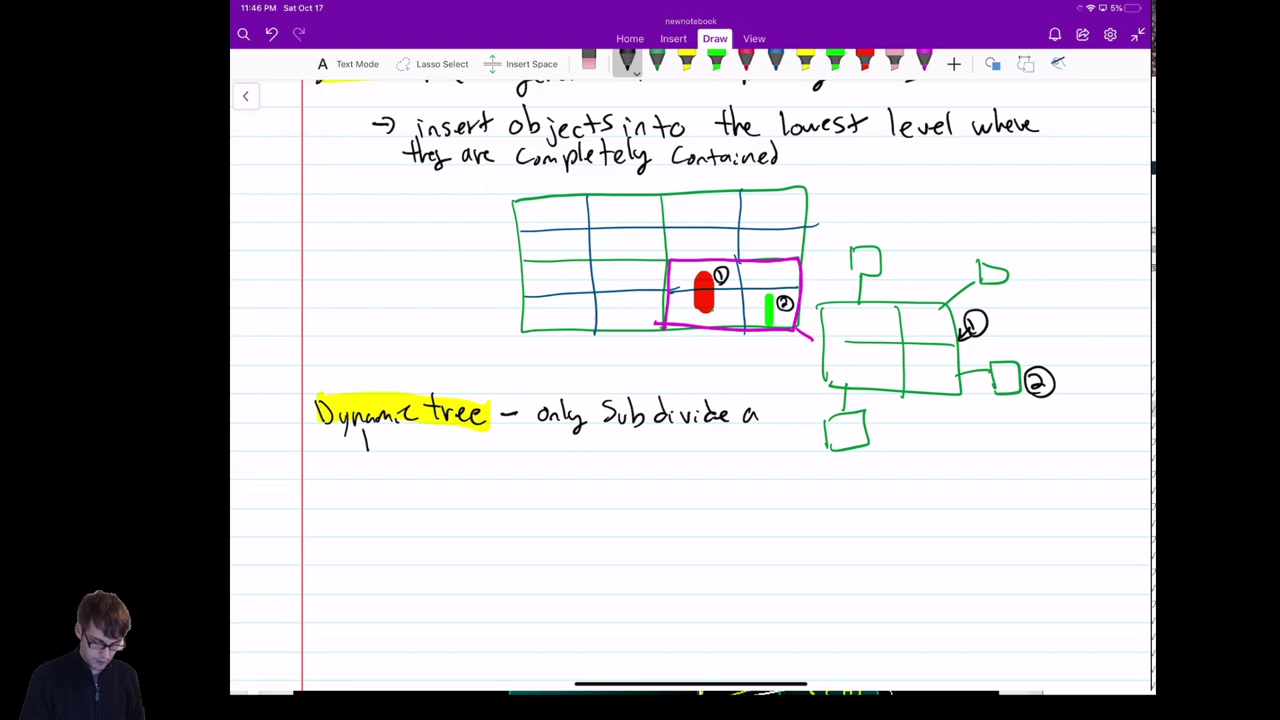 11:46 PM Sat Oct 17
5%
newnotebook
Home Insert Draw View
A Text Mode Lasso Select Insert Space
→ insert objects into the lowest level where
they are completely contained
①
②
①
②
Dynamic tree - only Subdivide a